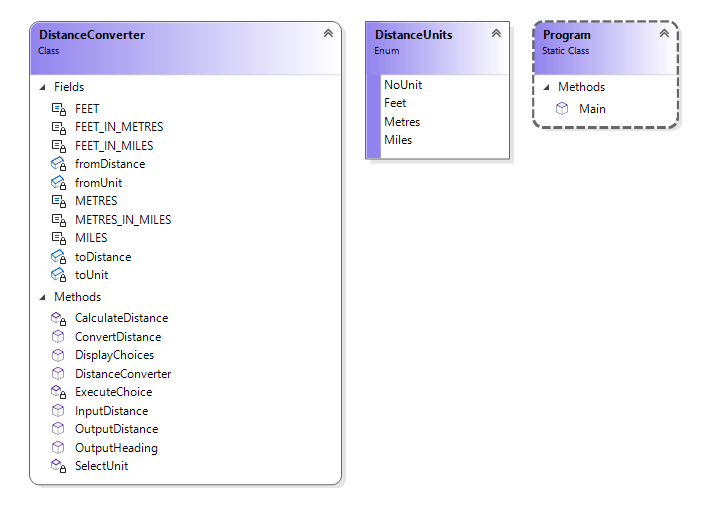 DistanceConverter
Class
Fields
FEET
FEET_IN_METRES
FEET_IN_MILES
fromDistance
fromUnit
METRES
METRES_IN_MILES
MILES
toDistance
toUnit
Methods
CalculateDistance
ConvertDistance
DisplayChoices
DistanceConverter
ExecuteChoice
InputDistance
OutputDistance
OutputHeading
SelectUnit
DistanceUnits
Enum
NoUnit
Feet
Metres
Miles
Program
Static Class
Methods
Main